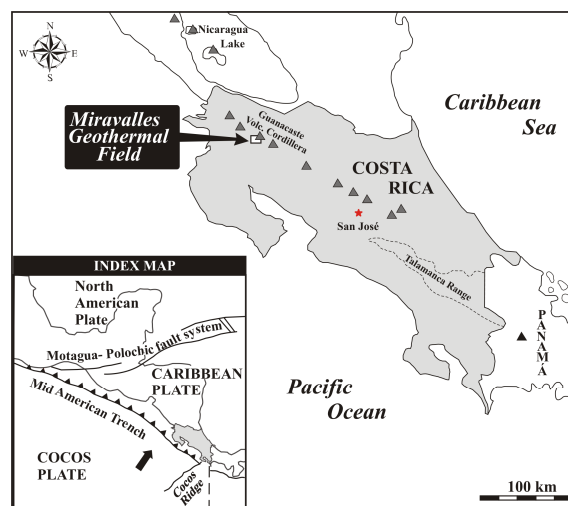 N
W
E
S
Nicaragua
Lake
Caribbean
Sea
Miravalles
Geothermal
Field
Guanacaste
Volc. Cordillera
COSTA
RICA
San José
Talamanca Range
PANAMÁ
Pacific
Ocean
100 km
INDEX MAP
North
American
Plate
Motagua- Polochic fault system
CARIBBEAN
PLATE
Mid American Trench
COCOS
PLATE
Cocos
Ridge